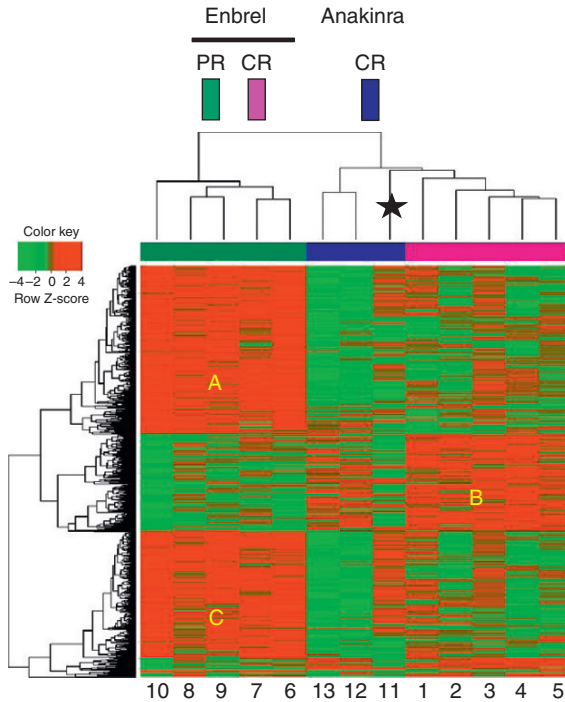 Enbrel Anakinra
PR CR CR
Color key
−4−2 0 2 4
Row Z-score
A
B
C
10 8 9 7 6 13 12 11 1 2 3 4 5